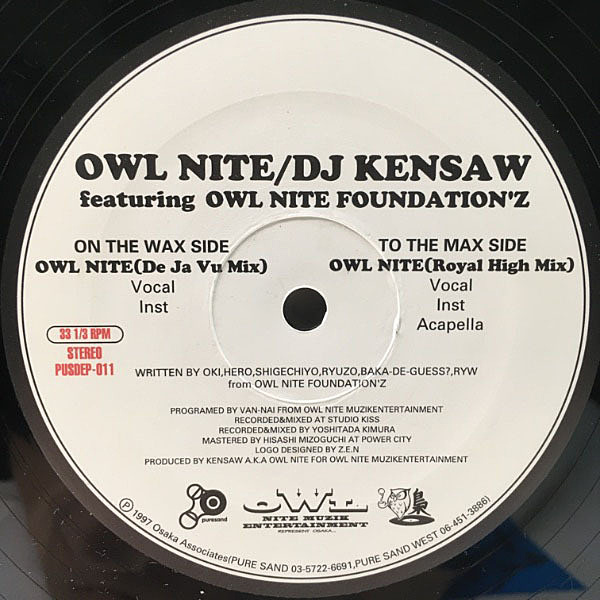 OWL NITE/DJ KENSAW
featuring OWL NITE FOUNDATION'Z
ON THE WAX SIDE
OWL NITE(De Ja Vu Mix)
Vocal
Inst
TO THE MAX SIDE
OWL NITE(Royal High Mix)
Vocal
Inst
Acapella
33 1/3 RPM
STEREO
PUSDEP-011
WRITTEN BY OKI,HERO,SHIGECHIYO,RYUZO,BAKA-DE-GUESS?,RYW
from OWL NITE FOUNDATION'Z
PROGRAMED BY VAN-NAI FROM OWL NITE MUZIKENTERTAINMENT
RECORDED&MIXED AT STUDIO KISS
RECORDED&MIXED BY YOSHITADA KIMURA
MASTERED BY HISASHI MIZOGUCHI AT POWER CITY
LOGO DESIGNED BY Z.E.N
PRODUCED BY KENSAW A.K.A OWL NITE FOR OWL NITE MUZIKENTERTAINMENT
puresand
OWL
NITE MUZIK
ENTERTAINMENT
REPRESENT OSAKA...
梟
Ⓟ 1997 Osaka Associates(PURE SAND 03-5722-6691,PURE SAND WEST 06-451-3886)